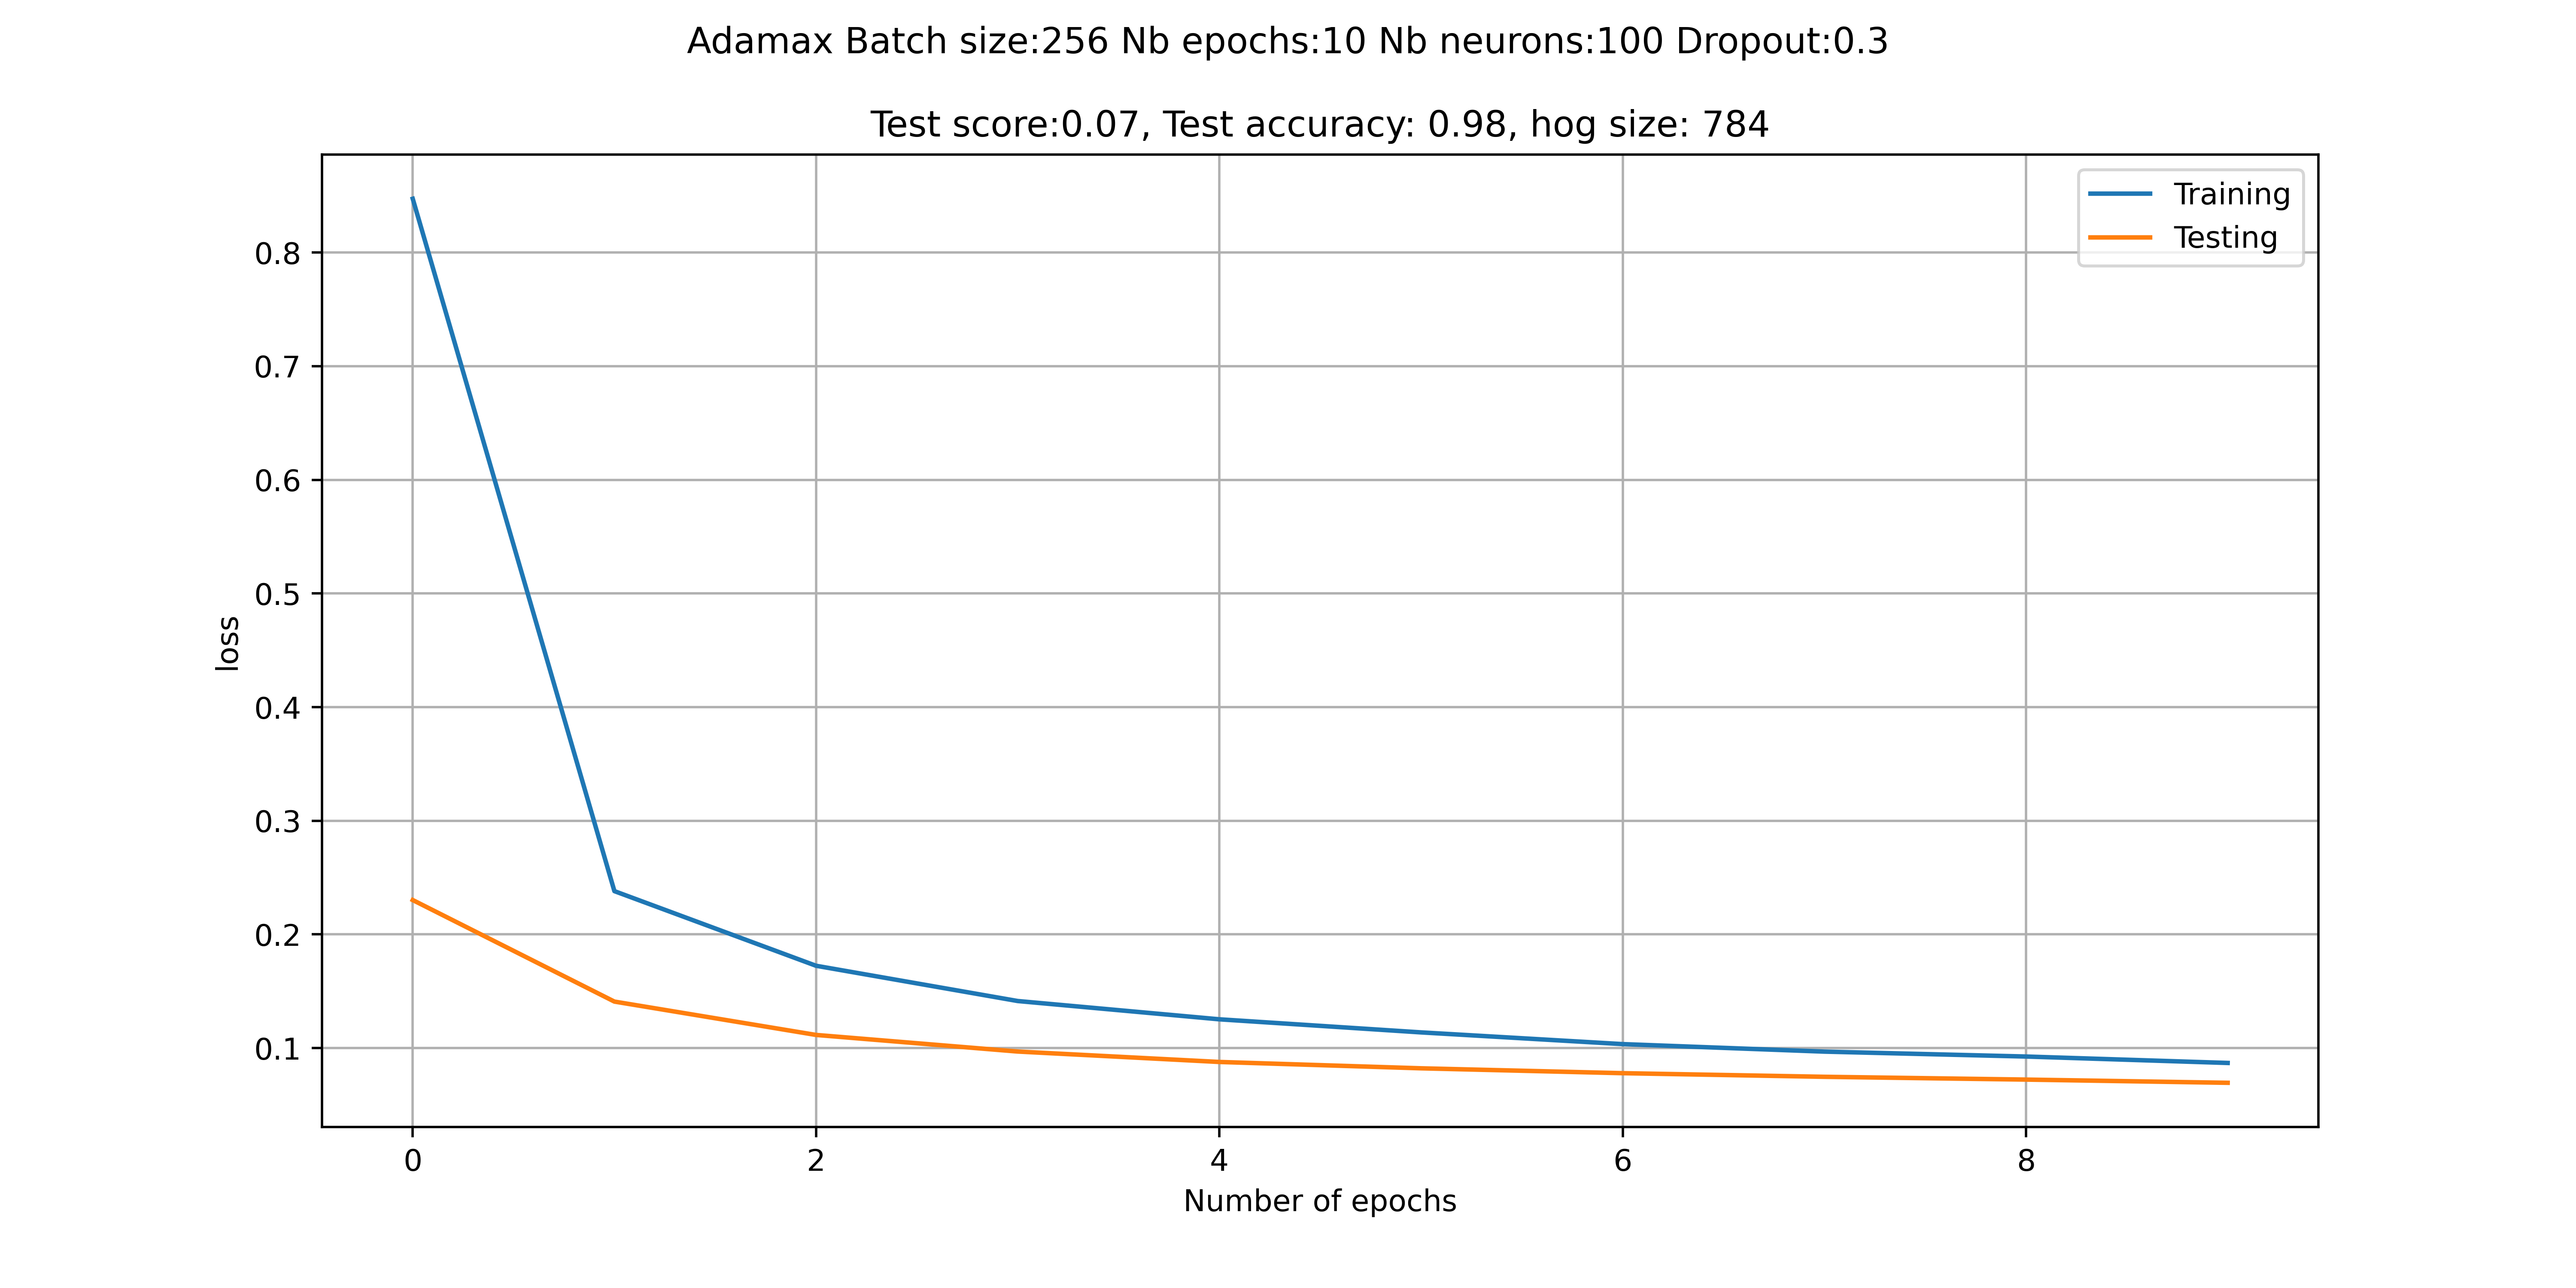 Adamax Batch size:256 Nb epochs:10 Nb neurons:100 Dropout:0.3
Test score:0.07, Test accuracy: 0.98, hog size: 784
Training
Testing
0.8
0.7
0.6
0.5
0.4
0.3
0.2
0.1
loss
0 2 4 6 8
Number of epochs